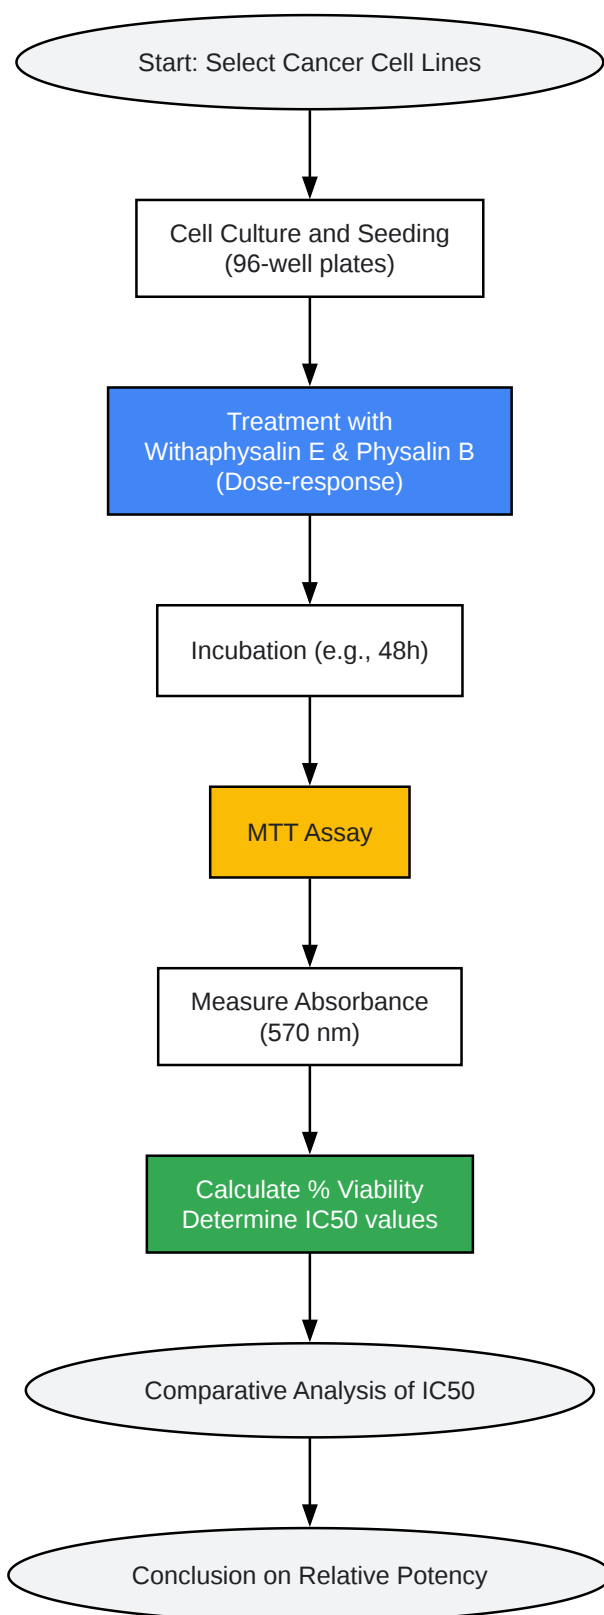 Start: Select Cancer Cell Lines
Cell Culture and Seeding
(96-well plates)
Treatment with
Withaphysalin E & Physalin B
(Dose-response)
Incubation (e.g., 48h)
MTT Assay
Measure Absorbance
(570 nm)
Calculate % Viability
Determine IC50 values
Comparative Analysis of IC50
Conclusion on Relative Potency